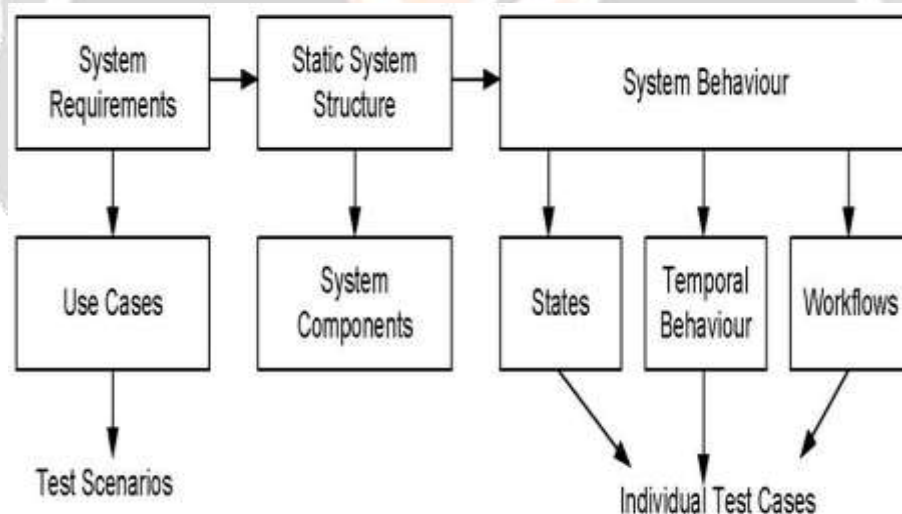 System
Requirements
Static System
Structure
System Behaviour
Use Cases
System
Components
States
Temporal
Behaviour
Workflows
Test Scenarios
Individual Test Cases